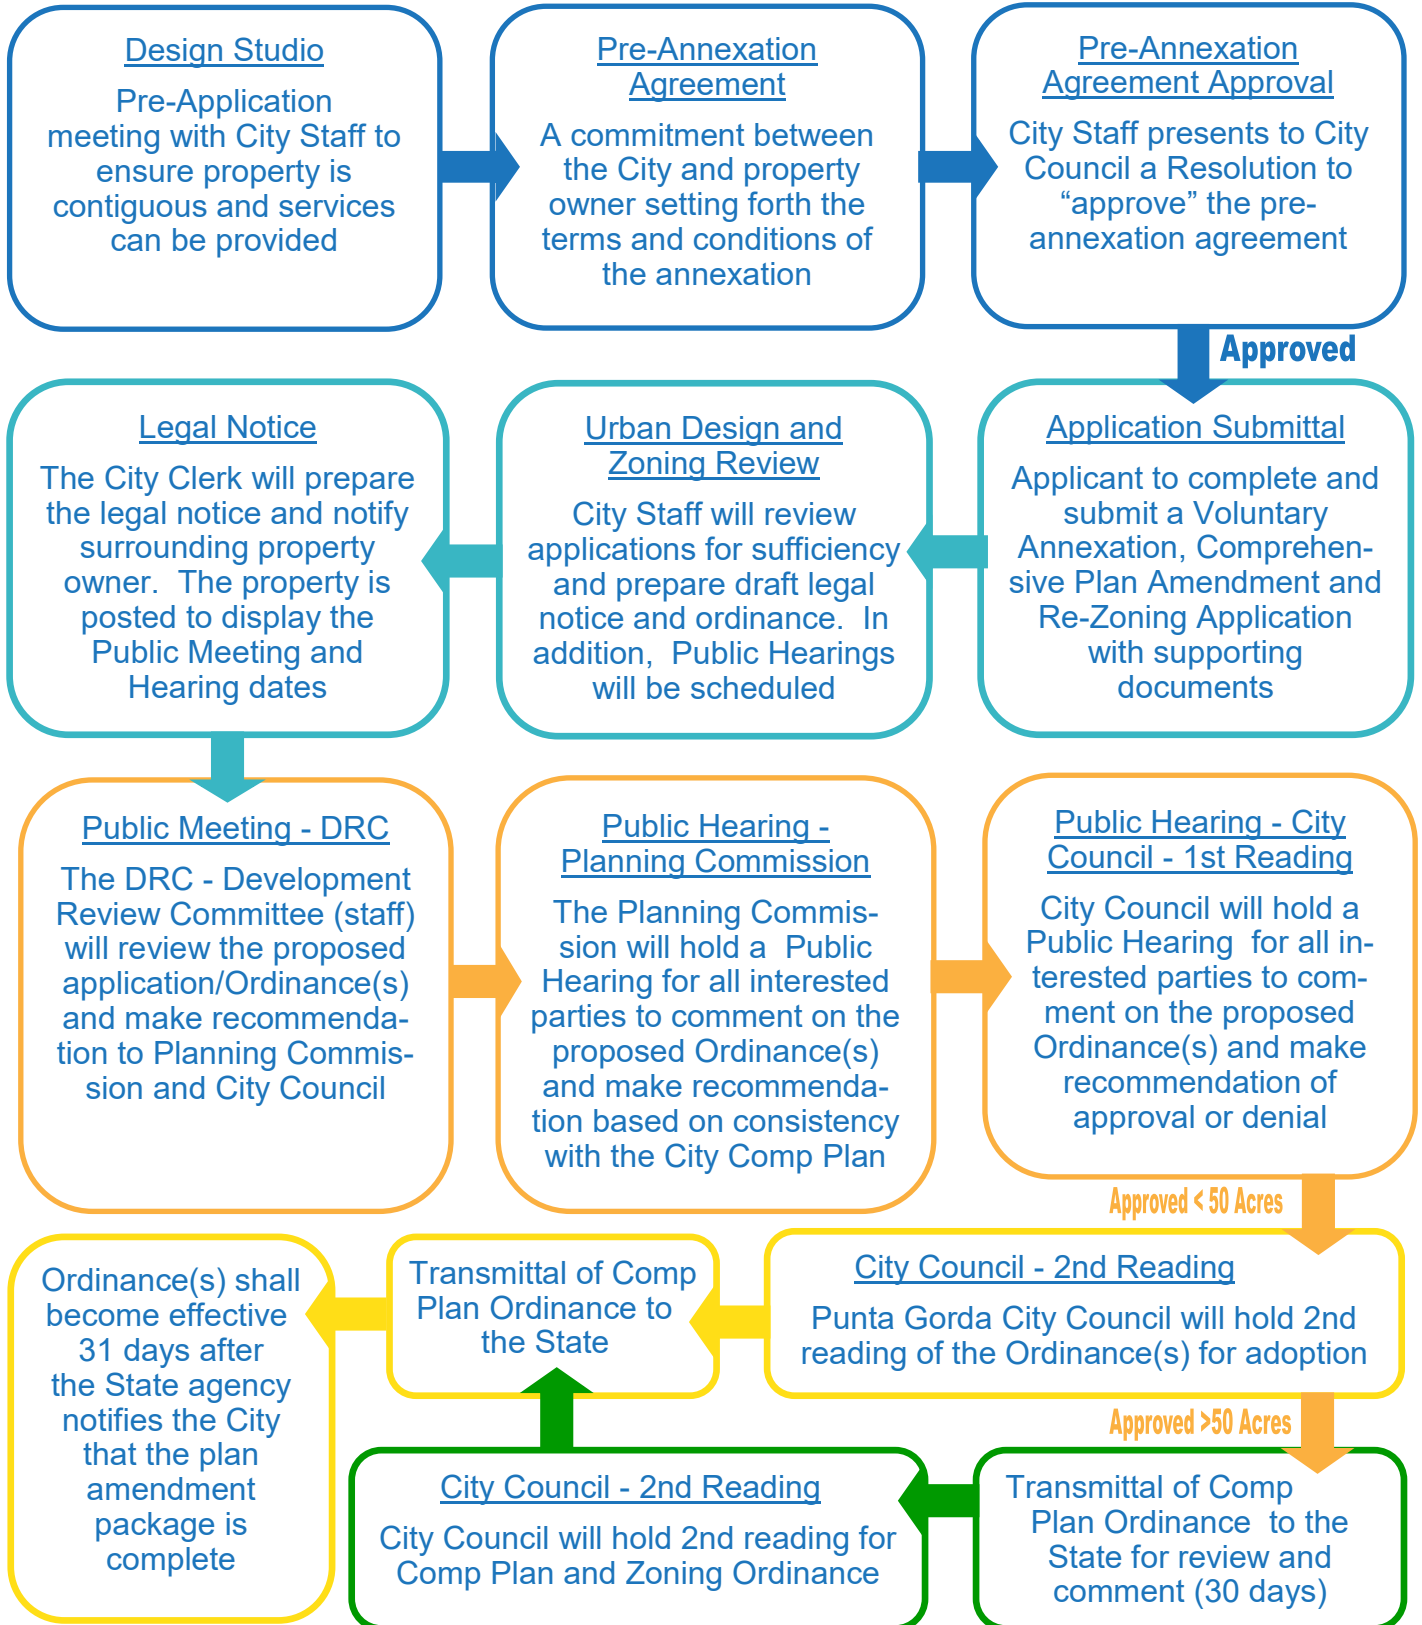 Design Studio
Pre-Application
meeting with City Staff to
ensure property is
contiguous and services
can be provided
Pre-Annexation
Agreement
A commitment between
the City and property
owner setting forth the
terms and conditions of
the annexation
Pre-Annexation
Agreement Approval
City Staff presents to City
Council a Resolution to
“approve” the pre-
annexation agreement
Approved
Application Submittal
Applicant to complete and
submit a Voluntary
Annexation, Comprehen-
sive Plan Amendment and
Re-Zoning Application
with supporting
documents
Urban Design and
Zoning Review
City Staff will review
applications for sufficiency
and prepare draft legal
notice and ordinance. In
addition, Public Hearings
will be scheduled
Legal Notice
The City Clerk will prepare
the legal notice and notify
surrounding property
owner. The property is
posted to display the
Public Meeting and
Hearing dates
Public Meeting - DRC
The DRC - Development
Review Committee (staff)
will review the proposed
application/Ordinance(s)
and make recommenda-
tion to Planning Commis-
sion and City Council
Public Hearing -
Planning Commission
The Planning Commis-
sion will hold a Public
Hearing for all interested
parties to comment on the
proposed Ordinance(s)
and make recommenda-
tion based on consistency
with the City Comp Plan
Public Hearing - City
Council - 1st Reading
City Council will hold a
Public Hearing for all in-
terested parties to com-
ment on the proposed
Ordinance(s) and make
recommendation of
approval or denial
Approved < 50 Acres
City Council - 2nd Reading
Punta Gorda City Council will hold 2nd
reading of the Ordinance(s) for adoption
Transmittal of Comp
Plan Ordinance to
the State
Ordinance(s) shall
become effective
31 days after
the State agency
notifies the City
that the plan
amendment
package is
complete
Approved >50 Acres
Transmittal of Comp
Plan Ordinance to the
State for review and
comment (30 days)
City Council - 2nd Reading
City Council will hold 2nd reading for
Comp Plan and Zoning Ordinance